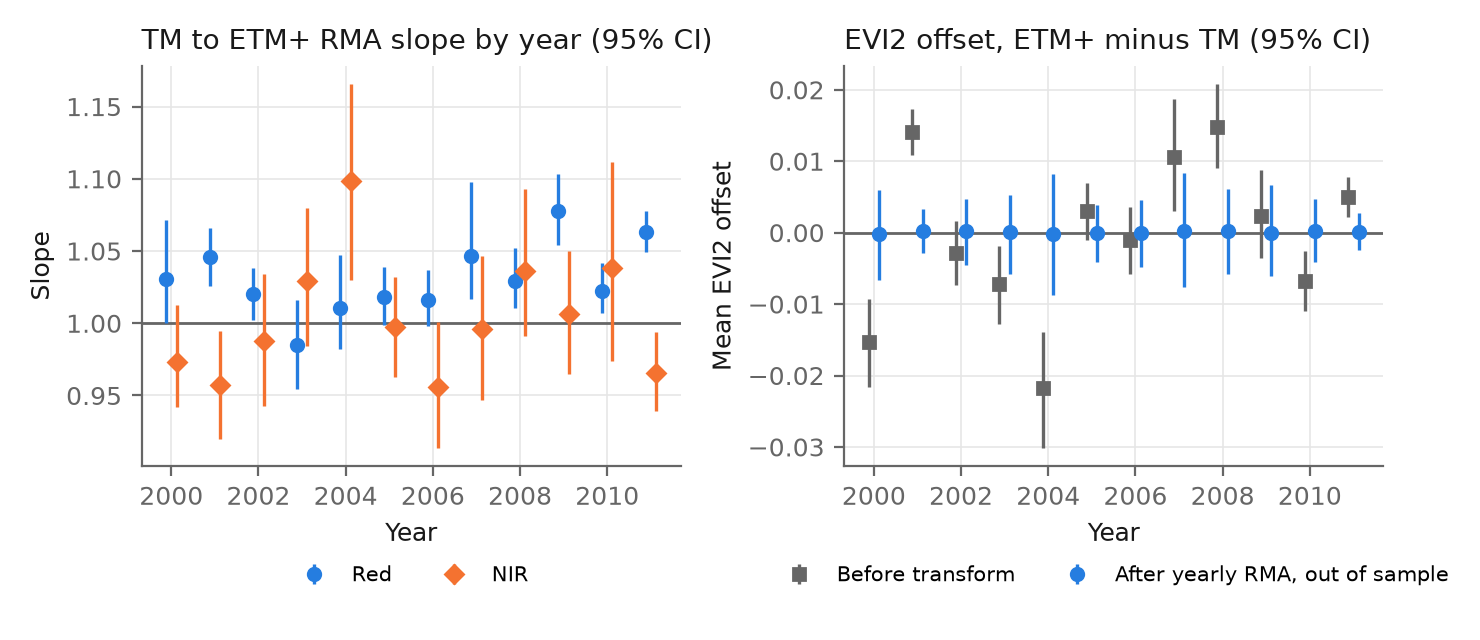 TM to ETM+ RMA slope by year (95% CI)
Slope
1.15
1.10
1.05
1.00
0.95
2000 2002 2004 2006 2008 2010
Year
Red NIR
EVI2 offset, ETM+ minus TM (95% CI)
Mean EVI2 offset
0.02
0.01
0.00
−0.01
−0.02
−0.03
2000 2002 2004 2006 2008 2010
Year
Before transform After yearly RMA, out of sample